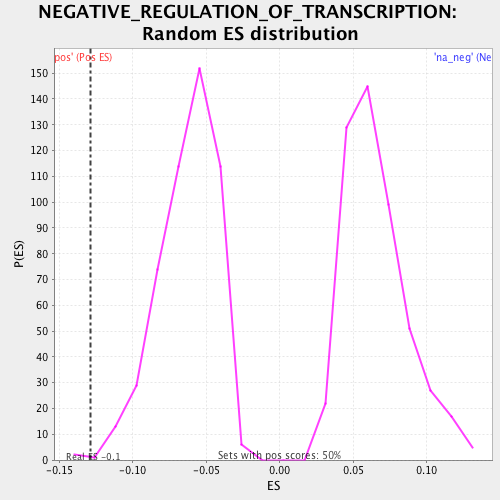 NEGATIVE_REGULATION_OF_TRANSCRIPTION:
Random ES distribution
pos' (Pos ES)
'na_neg' (Ne
150
140
130
120
110
100
90
80
70
60
50
40
30
20
10
0
P(ES)
Real ES -0.1
Sets with pos scores: 50%
-0.15
-0.10
-0.05
0.00
0.05
0.10
ES